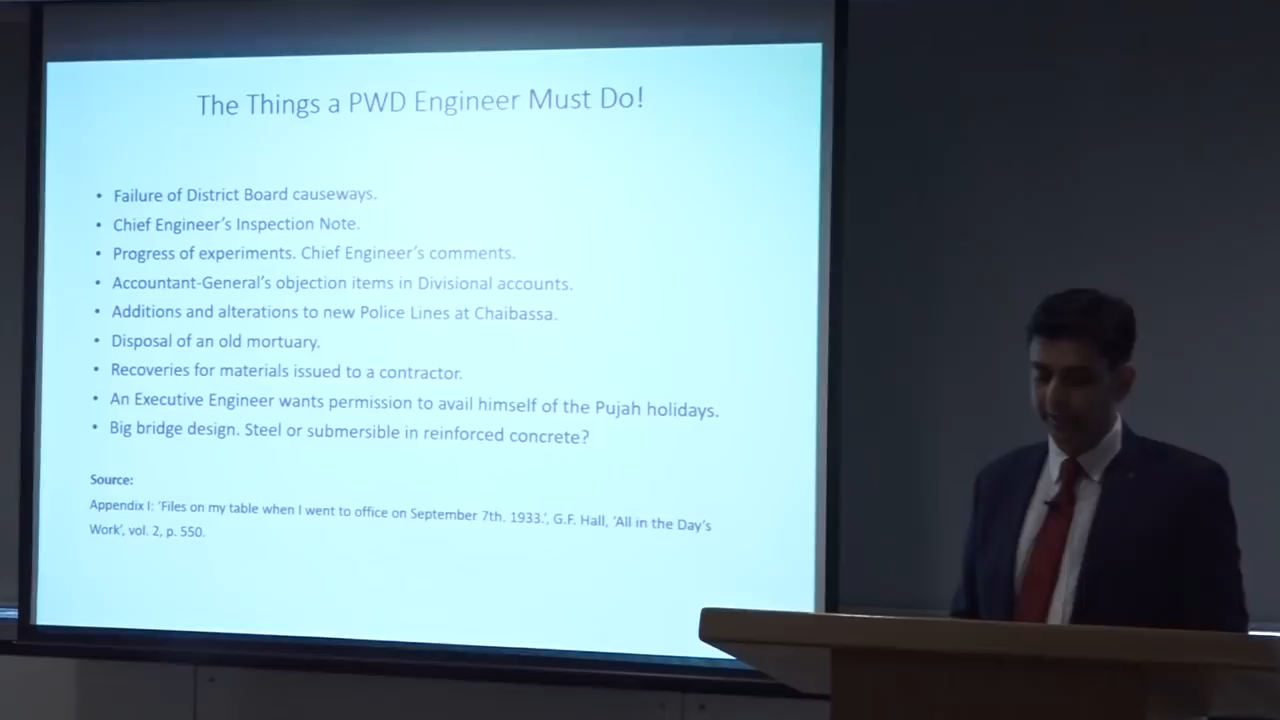 The Things a PWD Engineer Must Do!
• Failure of District Board causeways.
• Chief Engineer's Inspection Note.
• Progress of experiments. Chief Engineer's comments.
• Accountant-General's objection items in Divisional accounts.
• Additions and alterations to new Police Lines at Chaibassa.
• Disposal of an old mortuary.
• Recoveries for materials issued to a contractor.
• An Executive Engineer wants permission to avail himself of the Pujah holidays.
• Big bridge design. Steel or submersible in reinforced concrete?
Source:
Appendix I: 'Files on my table when I went to office on September 7th. 1933.', G.F. Hall, 'All in the Day's
Work', vol. 2, p. 550.